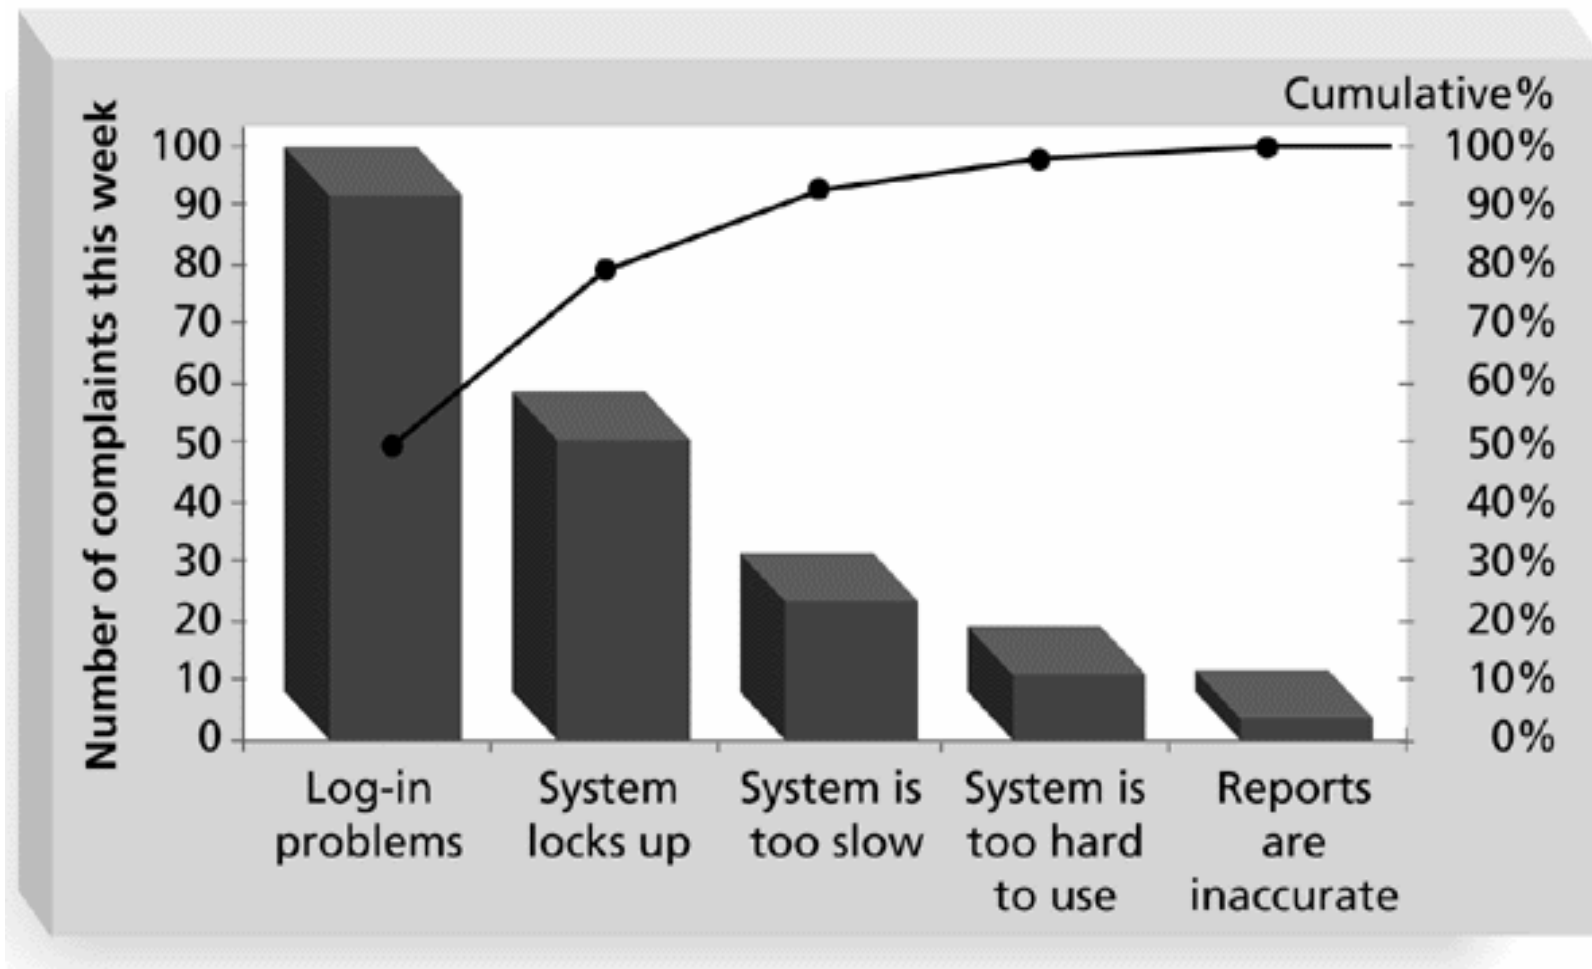 Cumulative%
Number of complaints this week
100
90
80
70
60
50
40
30
20
10
0
100%
90%
80%
70%
60%
50%
40%
30%
20%
10%
0%
Log-in
problems
System
locks up
System is
too slow
System is
too hard
to use
Reports
are
inaccurate